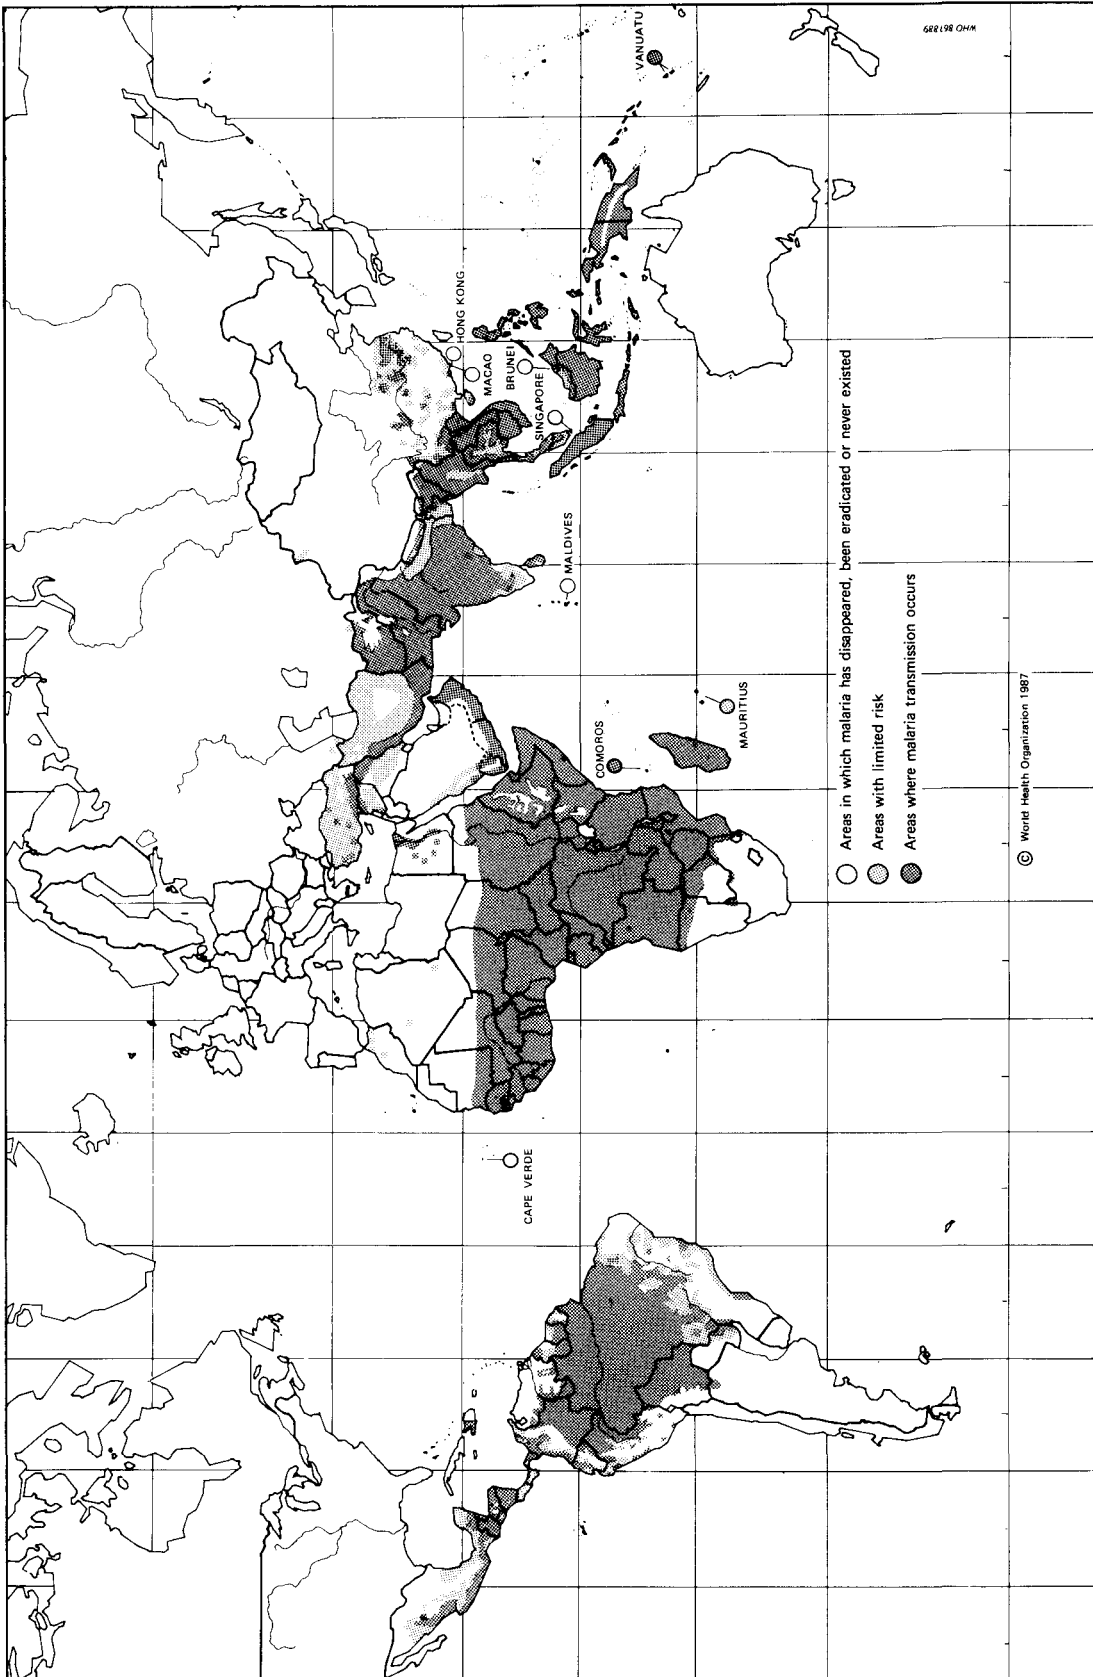 CAPE VERDE
COMOROS
MAURITIUS
MALDIVES
SINGAPORE
BRUNEI
MACAO
HONG KONG
VANUATU
WHO 861889
Areas in which malaria has disappeared, been eradicated or never existed
Areas with limited risk
Areas where malaria transmission occurs
© World Health Organization 1987